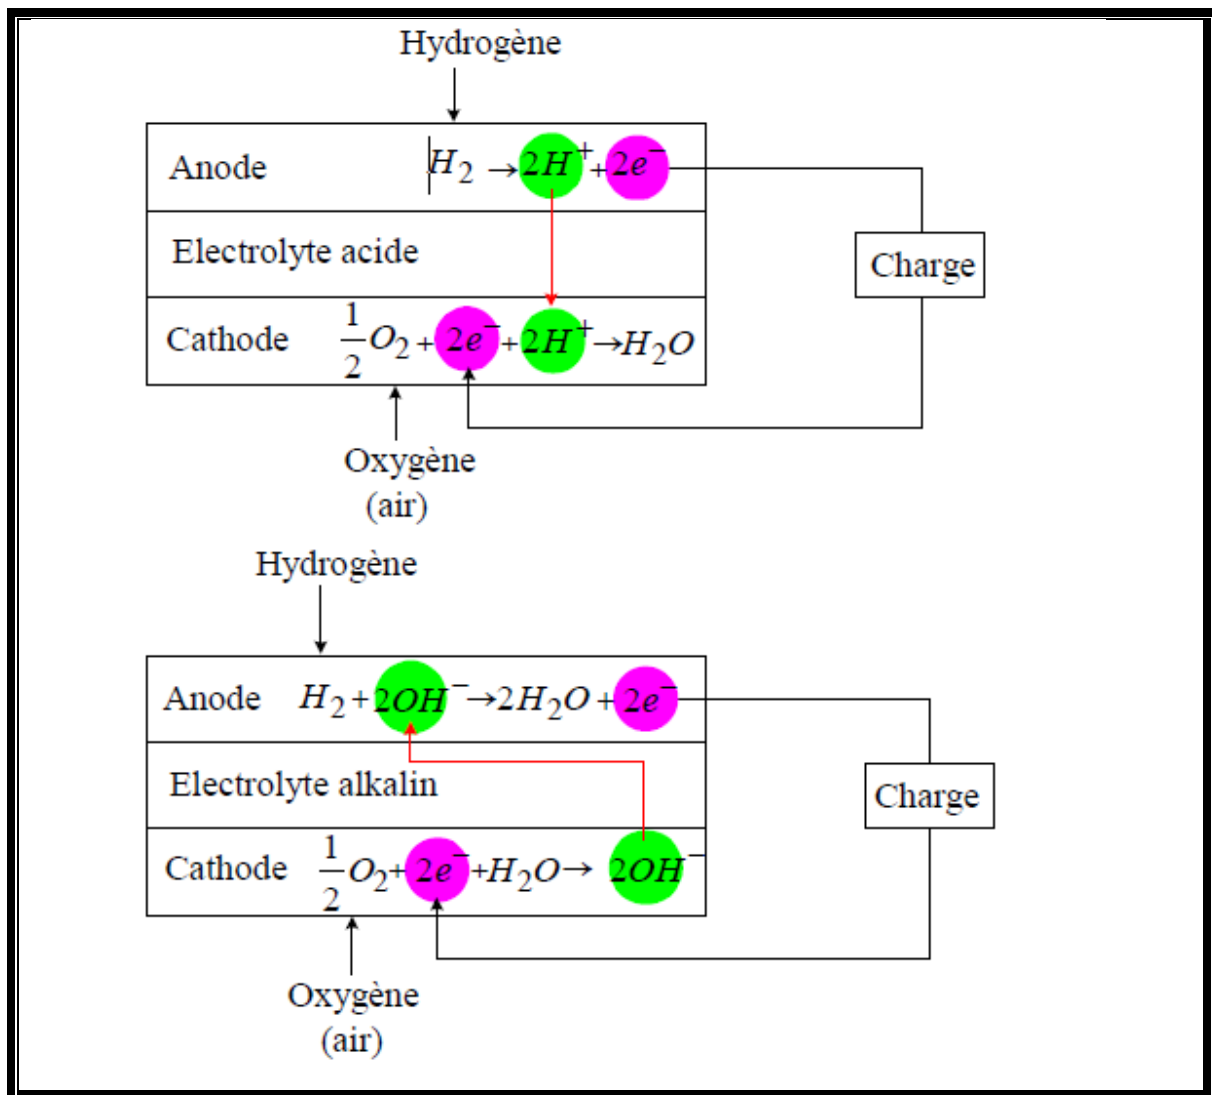 Hydrogène
Anode H₂ → 2H⁺ + 2e⁻
Electrolyte acide
Charge
Cathode 1/2 O₂ + 2e⁻ + 2H⁺ → H₂O
Oxygène
(air)
Hydrogène
Anode H₂ + 2OH⁻ → 2H₂O + 2e⁻
Electrolyte alkalin
Charge
Cathode 1/2 O₂ + 2e⁻ + H₂O → 2OH⁻
Oxygène
(air)